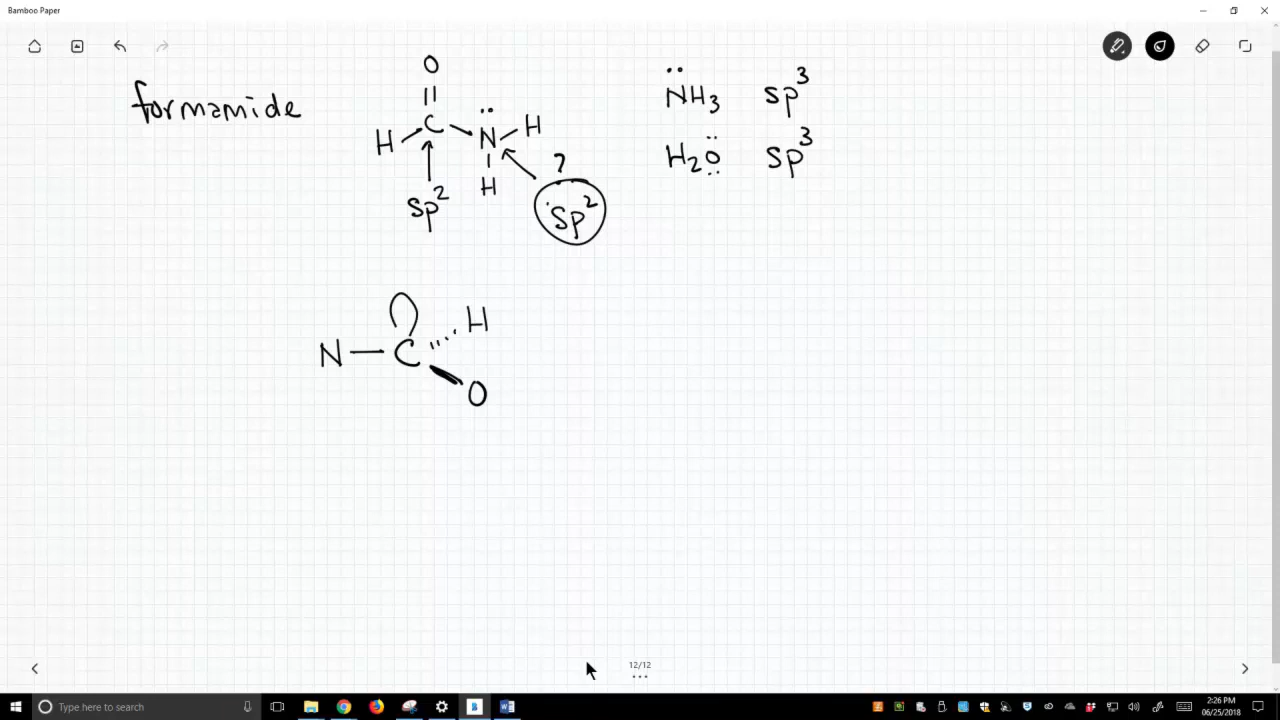 Bamboo Paper
formamide
O
H C N H
H
sp2
?
sp2
NH3 sp3
H2O sp3
N C H
O
12/12
Type here to search
2:26 PM
06/25/2018